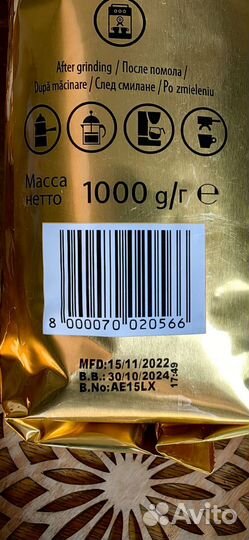 After grinding / После помола /
După măcinare / След смилане / Po zmieleniu
Масса
нетто 1000 g/г ℮
8 000070 020566
MFD:15/11/2022
B.B.: 30/10/2024
B.No:AE15LX
17:49
Avito